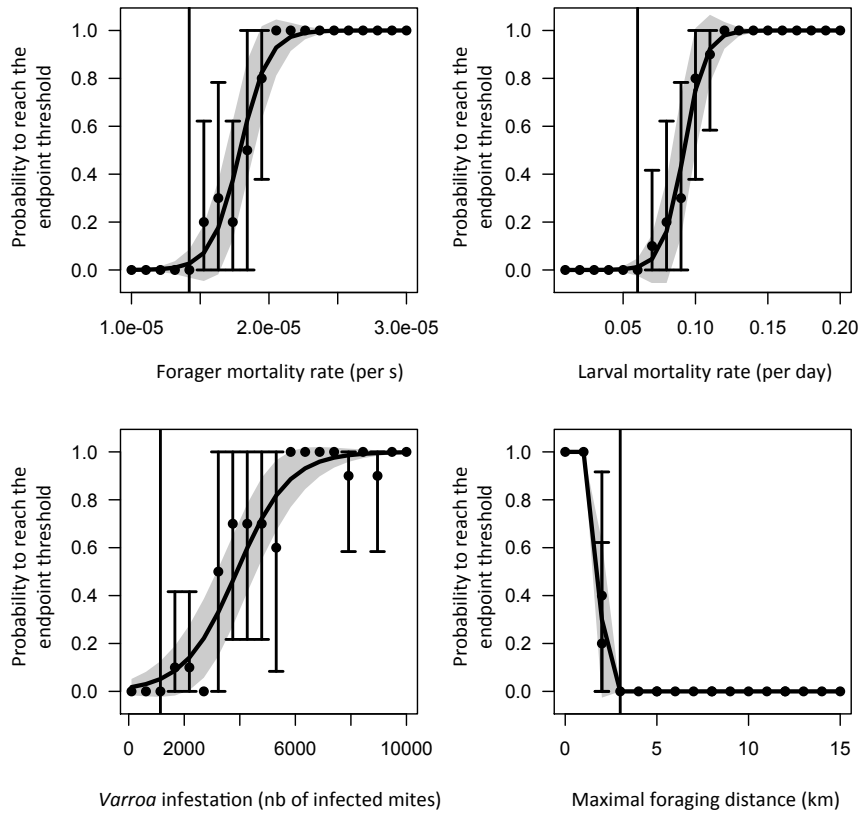 Probability to reach the
endpoint threshold
1.0
0.8
0.6
0.4
0.2
0.0
1.0e-05
2.0e-05
3.0e-05
Forager mortality rate (per s)
Probability to reach the
endpoint threshold
1.0
0.8
0.6
0.4
0.2
0.0
0.05
0.10
0.15
0.20
Larval mortality rate (per day)
Probability to reach the
endpoint threshold
1.0
0.8
0.6
0.4
0.2
0.0
0
2000
6000
10000
Varroa infestation (nb of infected mites)
Probability to reach the
endpoint threshold
1.0
0.8
0.6
0.4
0.2
0.0
0
5
10
15
Maximal foraging distance (km)